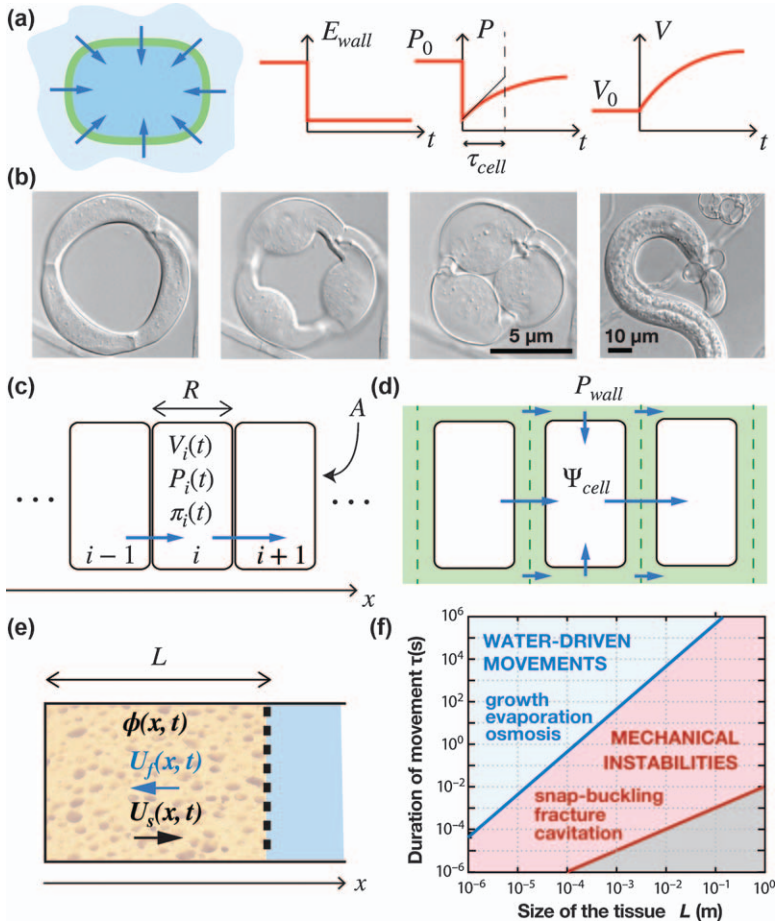 (a)
E_wall
t
P_0
P
τ_cell
t
V
V_0
t
(b)
5 μm
10 μm
(c)
R
A
V_i(t)
P_i(t)
π_i(t)
...
...
i − 1
i
i + 1
x
(d)
P_wall
Ψ_cell
(e)
L
ϕ(x, t)
U_f(x, t)
U_s(x, t)
x
(f)
Duration of movement τ(s)
10^6
10^4
10^2
10^0
10^−2
10^−4
10^−6
WATER-DRIVEN
MOVEMENTS
growth
evaporation
osmosis
MECHANICAL
INSTABILITIES
snap-buckling
fracture
cavitation
10^−6 10^−5 10^−4 10^−3 10^−2 10^−1 10^0
Size of the tissue L (m)